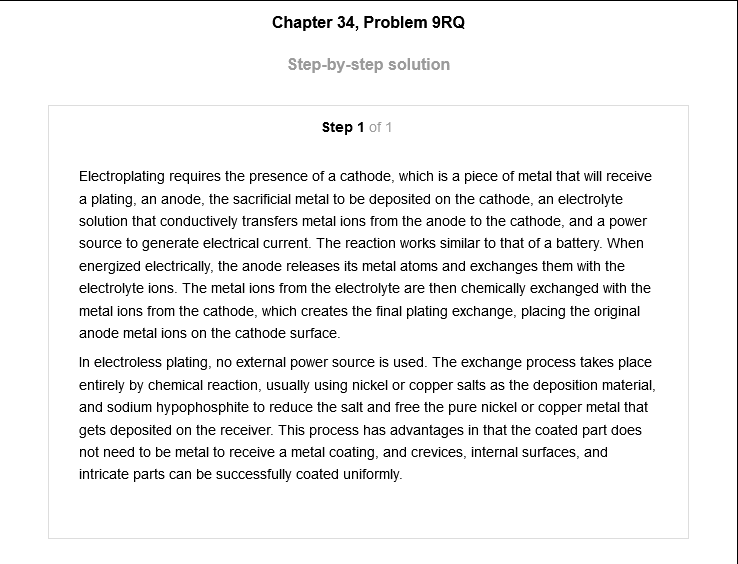 Chapter 34, Problem 9RQ
Step-by-step solution
Step 1 of 1
Electroplating requires the presence of a cathode, which is a piece of metal that will receive
a plating, an anode, the sacrificial metal to be deposited on the cathode, an electrolyte
solution that conductively transfers metal ions from the anode to the cathode, and a power
source to generate electrical current. The reaction works similar to that of a battery. When
energized electrically, the anode releases its metal atoms and exchanges them with the
electrolyte ions. The metal ions from the electrolyte are then chemically exchanged with the
metal ions from the cathode, which creates the final plating exchange, placing the original
anode metal ions on the cathode surface.
In electroless plating, no external power source is used. The exchange process takes place
entirely by chemical reaction, usually using nickel or copper salts as the deposition material,
and sodium hypophosphite to reduce the salt and free the pure nickel or copper metal that
gets deposited on the receiver. This process has advantages in that the coated part does
not need to be metal to receive a metal coating, and crevices, internal surfaces, and
intricate parts can be successfully coated uniformly.